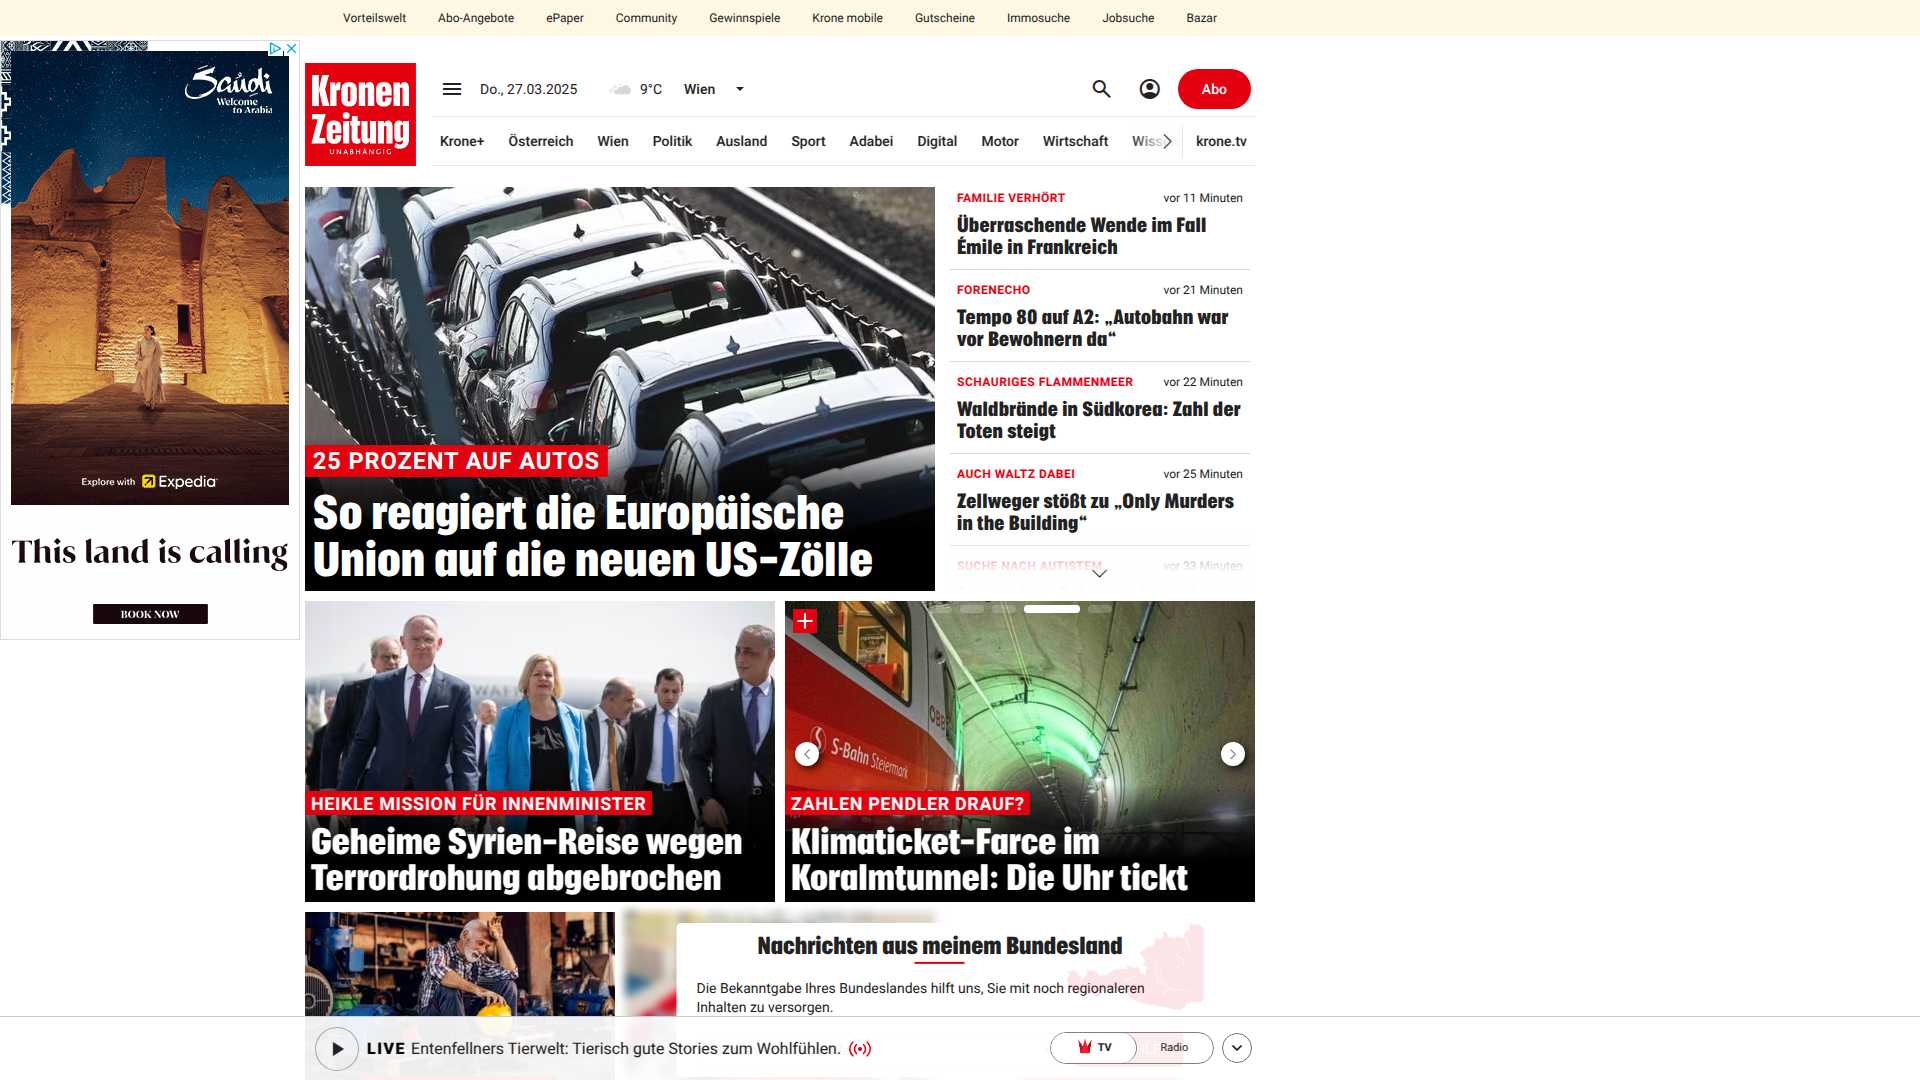 Vorteilswelt Abo-Angebote ePaper Community Gewinnspiele Krone mobile Gutscheine Immosuche Jobsuche Bazar
Saudi
Welcome
to Arabia
Explore with Expedia
This land is calling
BOOK NOW
Kronen
Zeitung
UNABHÄNGIG
Do., 27.03.2025 9°C Wien
Abo
Krone+ Österreich Wien Politik Ausland Sport Adabei Digital Motor Wirtschaft Wiss krone.tv
25 PROZENT AUF AUTOS
So reagiert die Europäische
Union auf die neuen US-Zölle
FAMILIE VERHÖRT vor 11 Minuten
Überraschende Wende im Fall
Émile in Frankreich
FORENECHO vor 21 Minuten
Tempo 80 auf A2: „Autobahn war
vor Bewohnern da“
SCHAURIGES FLAMMENMEER vor 22 Minuten
Waldbrände in Südkorea: Zahl der
Toten steigt
AUCH WALTZ DABEI vor 25 Minuten
Zellweger stößt zu „Only Murders
in the Building“
SUCHE NACH AUTISTEM vor 33 Minuten
HEIKLE MISSION FÜR INNENMINISTER
Geheime Syrien-Reise wegen
Terrordrohung abgebrochen
ÖBB
S-Bahn Steiermark
ZAHLEN PENDLER DRAUF?
Klimaticket-Farce im
Koralmtunnel: Die Uhr tickt
Nachrichten aus meinem Bundesland
Die Bekanntgabe Ihres Bundeslandes hilft uns, Sie mit noch regionaleren
Inhalten zu versorgen.
LIVE Entenfellners Tierwelt: Tierisch gute Stories zum Wohlfühlen.
TV Radio